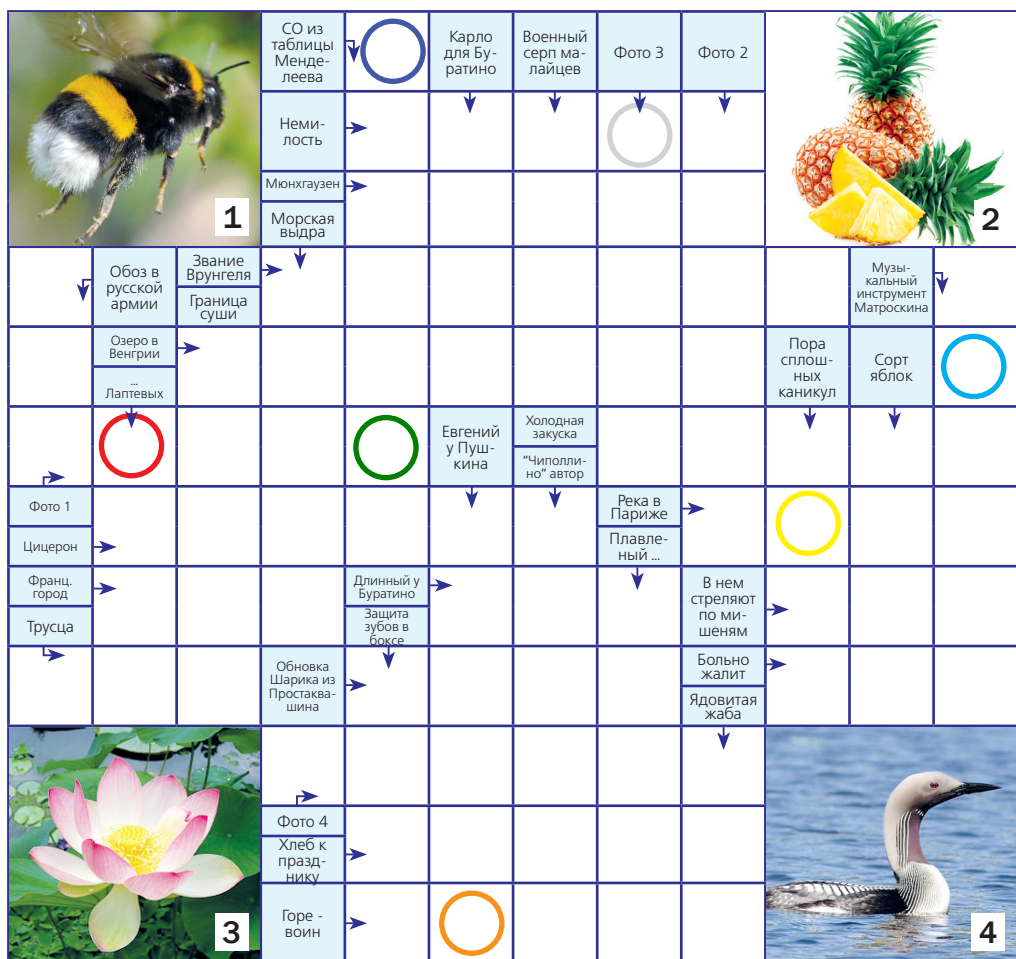 СО из
таблицы
Менде-
леева
Карло
для Бу-
ратино
Военный
серп ма-
лайцев
Фото 3
Фото 2
Неми-
лость
Мюнхгаузен
Морская
выдра
1
2
Обоз в
русской
армии
Звание
Врунгеля
Граница
суши
Музы-
кальный
инструмент
Матроскина
Озеро в
Венгрии
...
Лаптевых
Пора
сплош-
ных
каникул
Сорт
яблок
Евгений
у Пуш-
кина
Холодная
закуска
"Чиполли-
но" автор
Фото 1
Цицерон
Река в
Париже
Плавле-
ный ...
Франц.
город
Трусца
Длинный у
Буратино
Защита
зубов в
боксе
В нем
стреляют
по ми-
шеням
Обновка
Шарика из
Простаква-
шина
Больно
жалит
Ядовитая
жаба
Фото 4
Хлеб к
празд-
нику
Горе -
воин
3
4